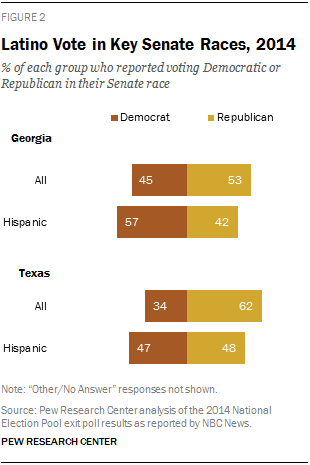 FIGURE 2
Latino Vote in Key Senate Races, 2014
% of each group who reported voting Democratic or
Republican in their Senate race
Democrat Republican
Georgia
All 45 53
Hispanic 57 42
Texas
All 34 62
Hispanic 47 48
Note: “Other/No Answer” responses not shown.
Source: Pew Research Center analysis of the 2014 National
Election Pool exit poll results as reported by NBC News.
PEW RESEARCH CENTER